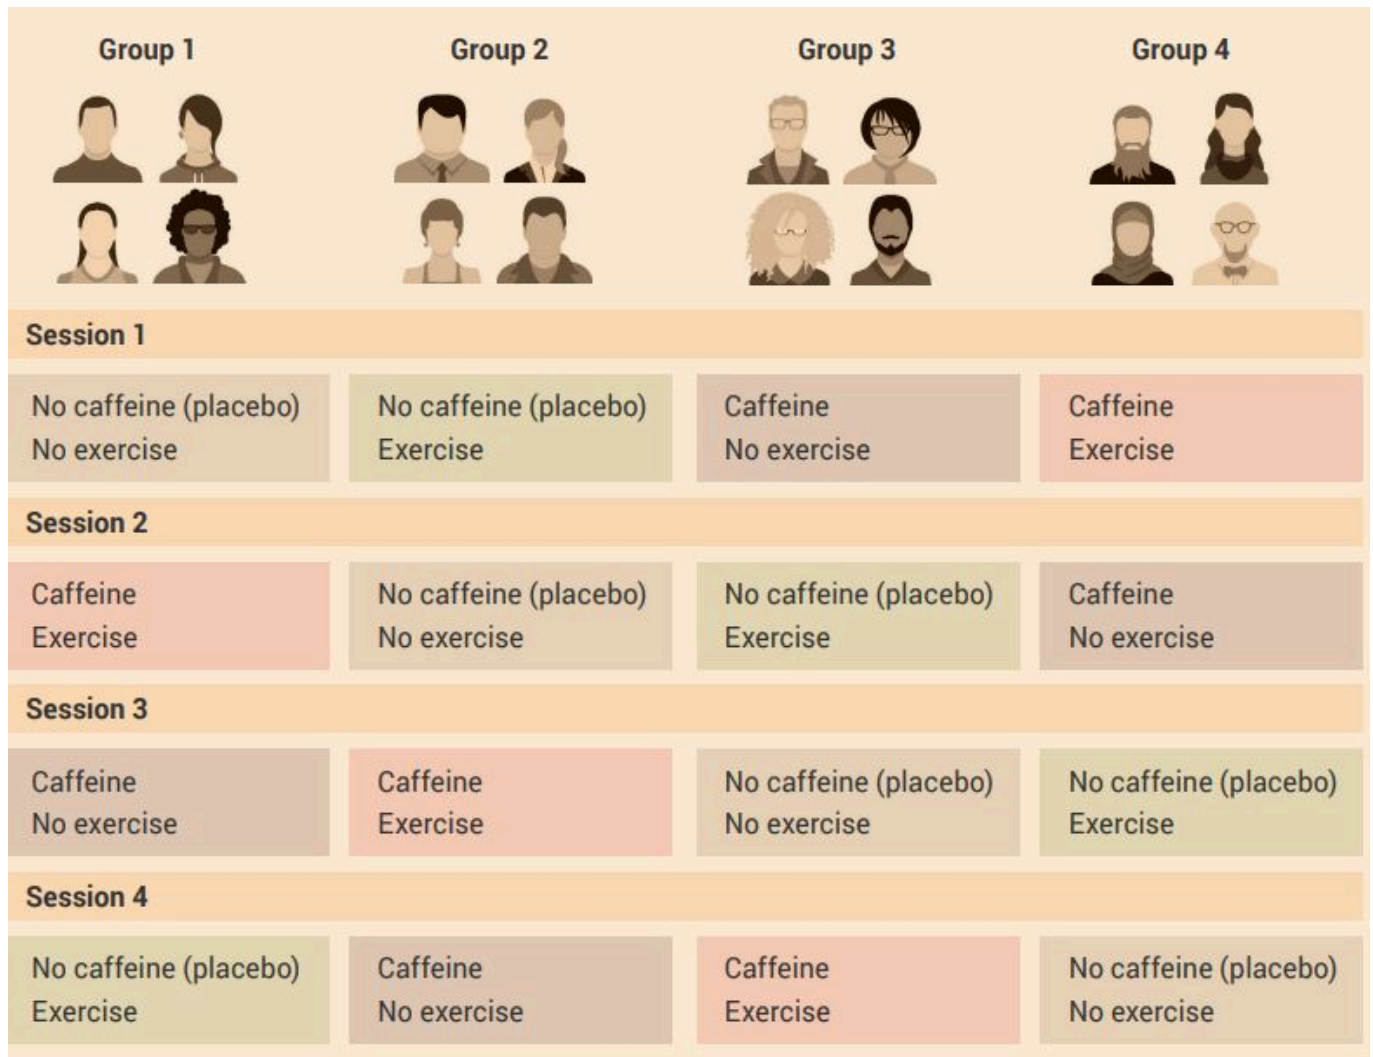 Group 1
Group 2
Group 3
Group 4
Session 1
No caffeine (placebo)
No exercise
No caffeine (placebo)
Exercise
Caffeine
No exercise
Caffeine
Exercise
Session 2
Caffeine
Exercise
No caffeine (placebo)
No exercise
No caffeine (placebo)
Exercise
Caffeine
No exercise
Session 3
Caffeine
No exercise
Caffeine
Exercise
No caffeine (placebo)
No exercise
No caffeine (placebo)
Exercise
Session 4
No caffeine (placebo)
Exercise
Caffeine
No exercise
Caffeine
Exercise
No caffeine (placebo)
No exercise